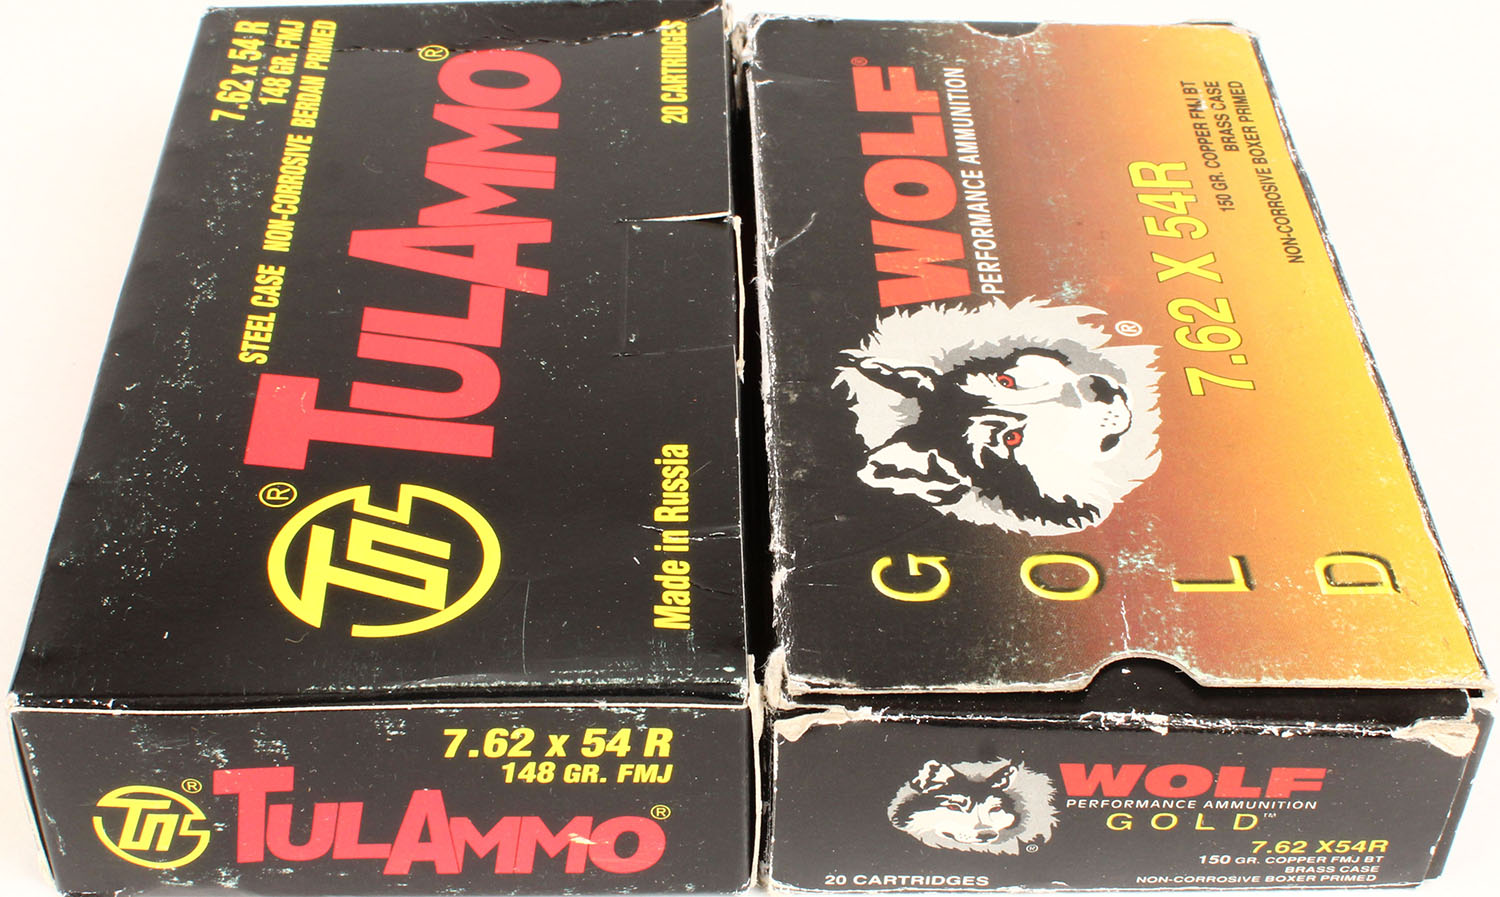 7.62 x 54 R
148 GR. FMJ
STEEL CASE NON-CORROSIVE BERDAN PRIMED
TULAMMO®
®
20 CARTRIDGES
Made in Russia
7.62 x 54 R
148 GR. FMJ
®
TULAMMO®
WOLF®
PERFORMANCE AMMUNITION
®
7.62 X 54R
150 GR. COPPER FMJ BT
BRASS CASE
NON-CORROSIVE BOXER PRIMED
GOLD
WOLF
PERFORMANCE AMMUNITION
GOLD™
®
7.62 X54R
150 GR. COPPER FMJ BT
BRASS CASE
NON-CORROSIVE BOXER PRIMED
20 CARTRIDGES